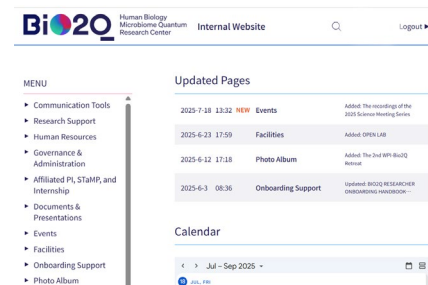 Bi2Q
Human Biology
Microbiome Quantum
Research Center
Internal Website
Logout ▶
MENU
▶ Communication Tools
▶ Research Support
▶ Human Resources
▶ Governance &
Administration
▶ Affiliated PI, STaMP, and
Internship
▶ Documents &
Presentations
▶ Events
▶ Facilities
▶ Onboarding Support
▶ Photo Album
Updated Pages
2025-7-18 13:32 NEW Events Added: The recordings of the
2025 Science Meeting Series
2025-6-23 17:59 Facilities Added: OPEN LAB
2025-6-12 17:18 Photo Album Added: The 2nd WPI-Bio2Q
Retreat
2025-6-3 08:36 Onboarding Support Updated: BIO2Q RESEARCHER
ONBOARDING HANDBOOK…
Calendar
Jul – Sep 2025
18 JUL, FRI